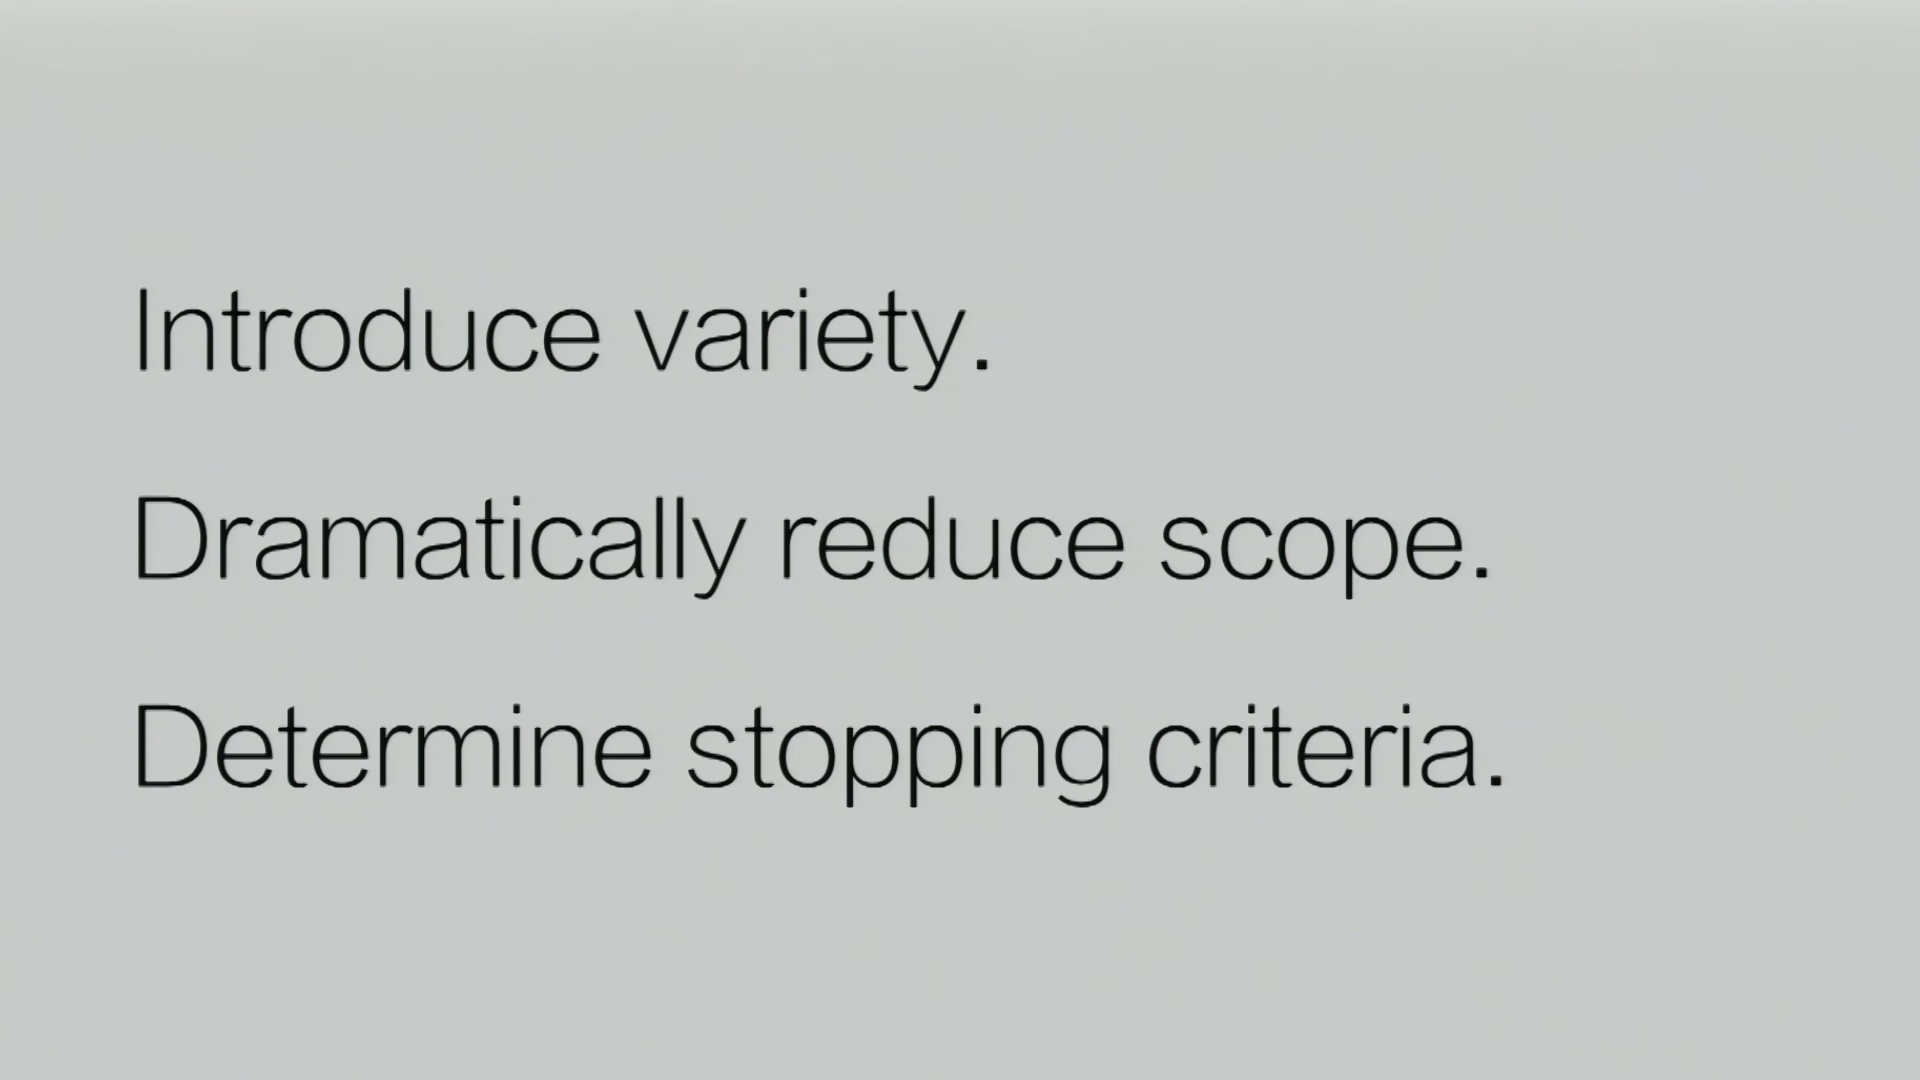 Introduce variety.
Dramatically reduce scope.
Determine stopping criteria.